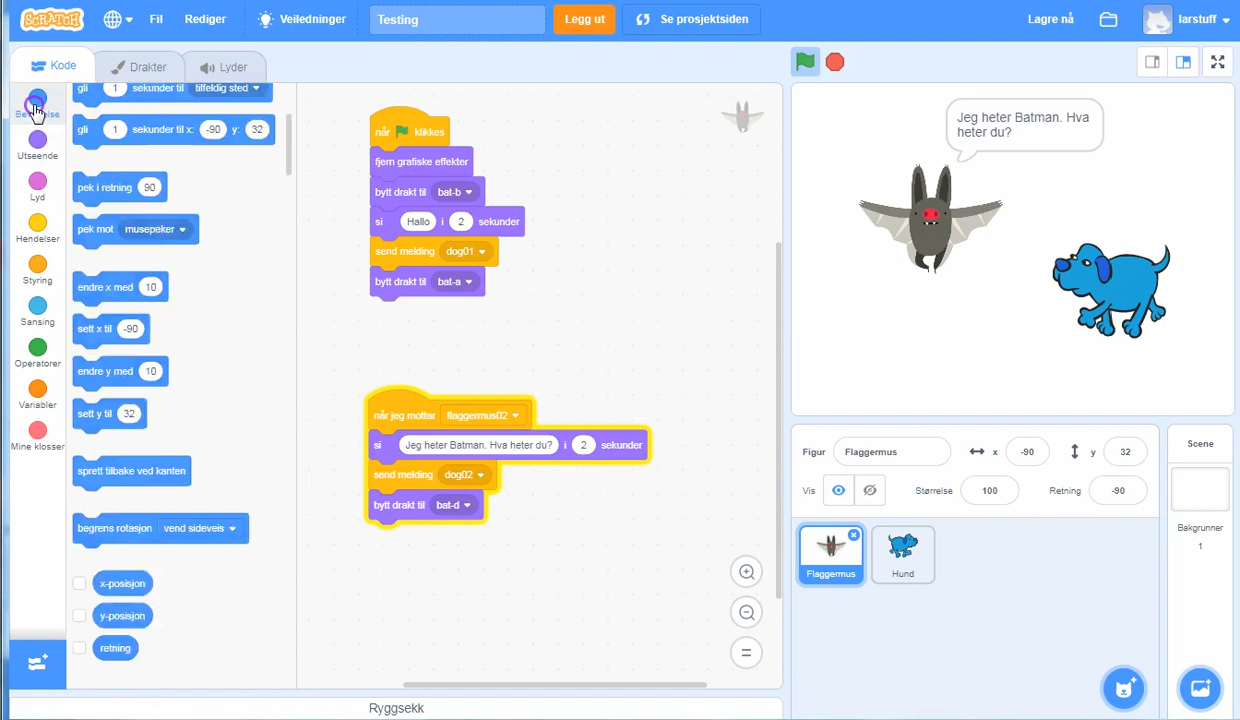 SCRATCH Fil Rediger Veiledninger Testing Legg ut Se prosjektsiden Lagre nå larstuff
Kode Drakter Lyder
Bevegelse
Utseende
Lyd
Hendelser
Styring
Sansing
Operatorer
Variabler
Mine klosser
gli 1 sekunder til tilfeldig sted
gli 1 sekunder til x: -90 y: 32
pek i retning 90
pek mot musepeker
endre x med 10
sett x til -90
endre y med 10
sett y til 32
sprett tilbake ved kanten
begrens rotasjon vend sideveis
x-posisjon
y-posisjon
retning
når klikkes
fjern grafiske effekter
bytt drakt til bat-b
si Hallo i 2 sekunder
send melding dog01
bytt drakt til bat-a
når jeg mottar flaggermus02
si Jeg heter Batman. Hva heter du? i 2 sekunder
send melding dog02
bytt drakt til bat-d
Ryggsekk
Jeg heter Batman. Hva
heter du?
Figur Flaggermus x -90 y 32
Vis Størrelse 100 Retning -90
Flaggermus
Hund
Scene
Bakgrunner
1